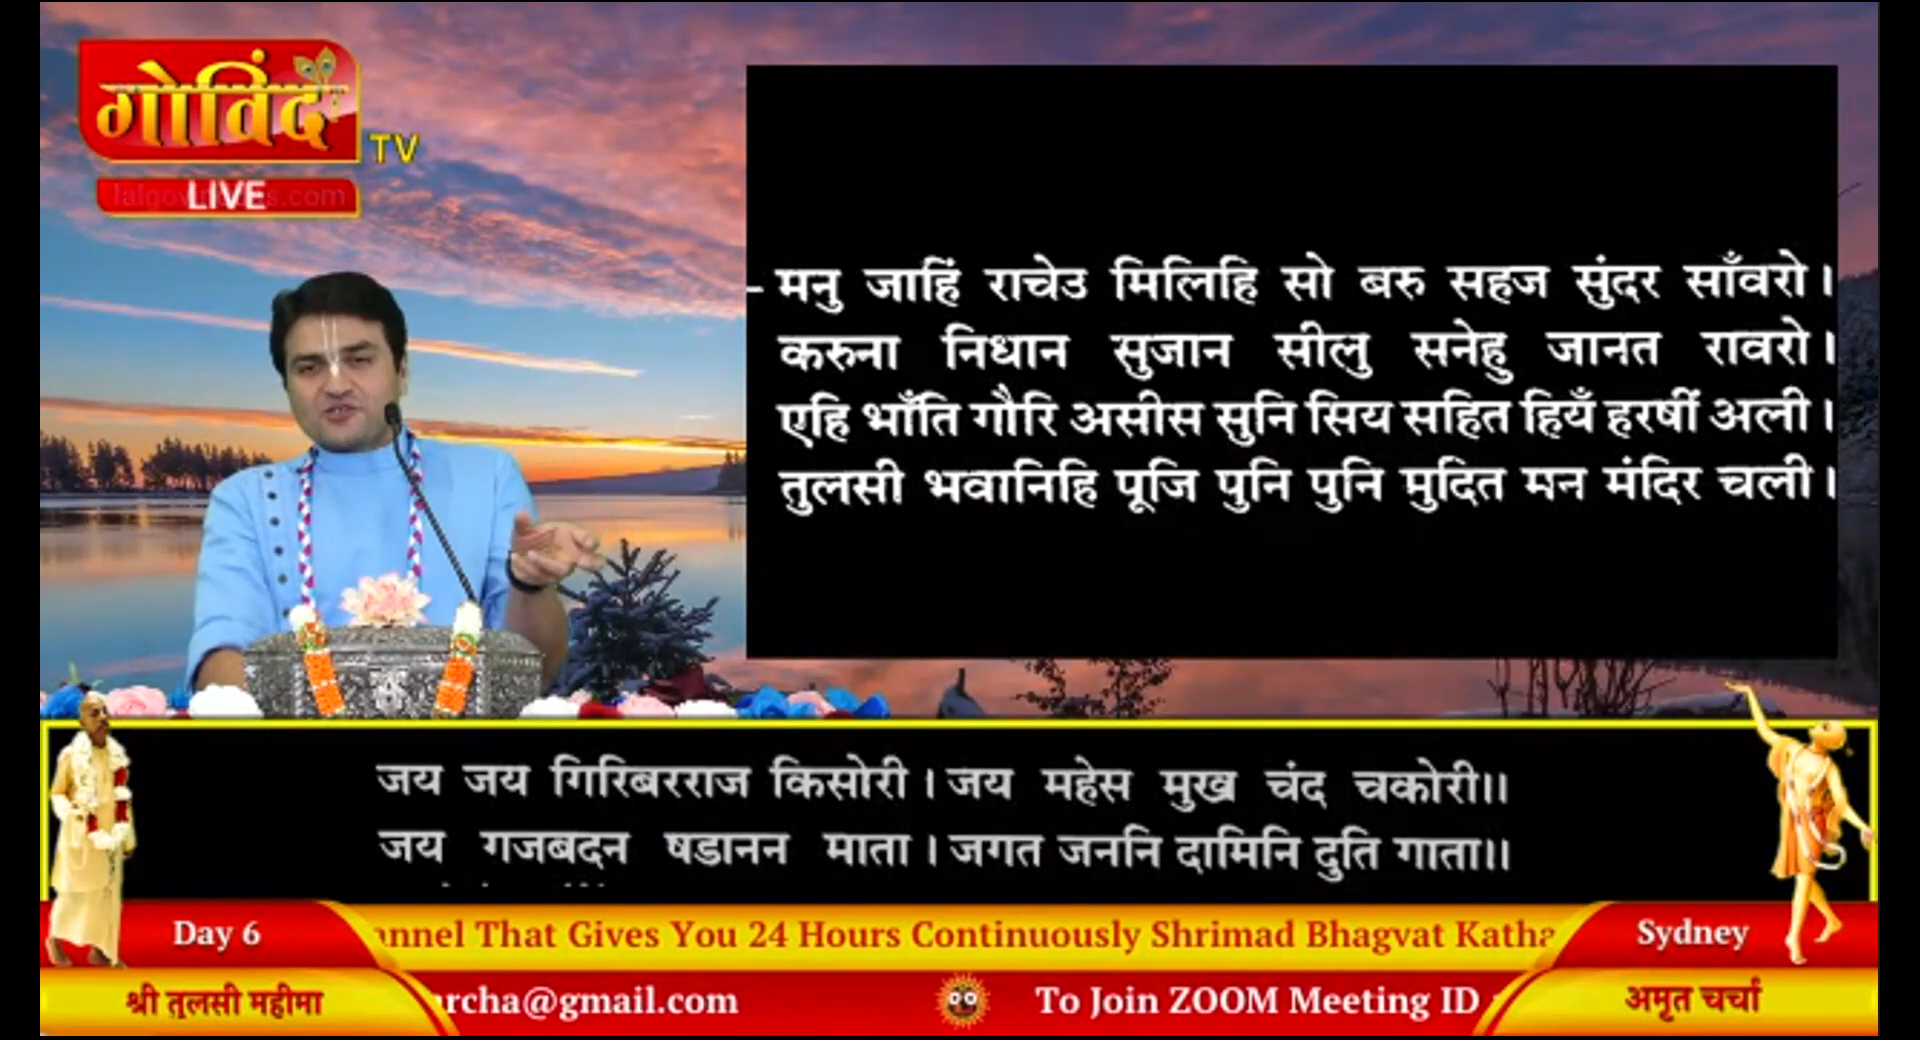 गोविंद
TV
LIVE
- मनु जाहिं राचेउ मिलिहि सो बरु सहज सुंदर साँवरो।
करुना निधान सुजान सीलु सनेहु जानत रावरो।
एहि भाँति गौरि असीस सुनि सिय सहित हियँ हरषीं अली।
तुलसी भवानिहि पूजि पुनि पुनि मुदित मन मंदिर चली।
जय जय गिरिबरराज किसोरी। जय महेस मुख चंद चकोरी॥
जय गजबदन षडानन माता। जगत जननि दामिनि दुति गाता॥
Day 6
annel That Gives You 24 Hours Continuously Shrimad Bhagvat Katha
Sydney
श्री तुलसी महीमा
archa@gmail.com
To Join ZOOM Meeting ID
अमृत चर्चा